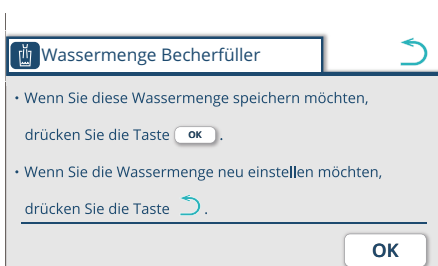 Wassermenge Becherfüller
• Wenn Sie diese Wassermenge speichern möchten,
drücken Sie die Taste OK .
• Wenn Sie die Wassermenge neu einstellen möchten,
drücken Sie die Taste .
OK